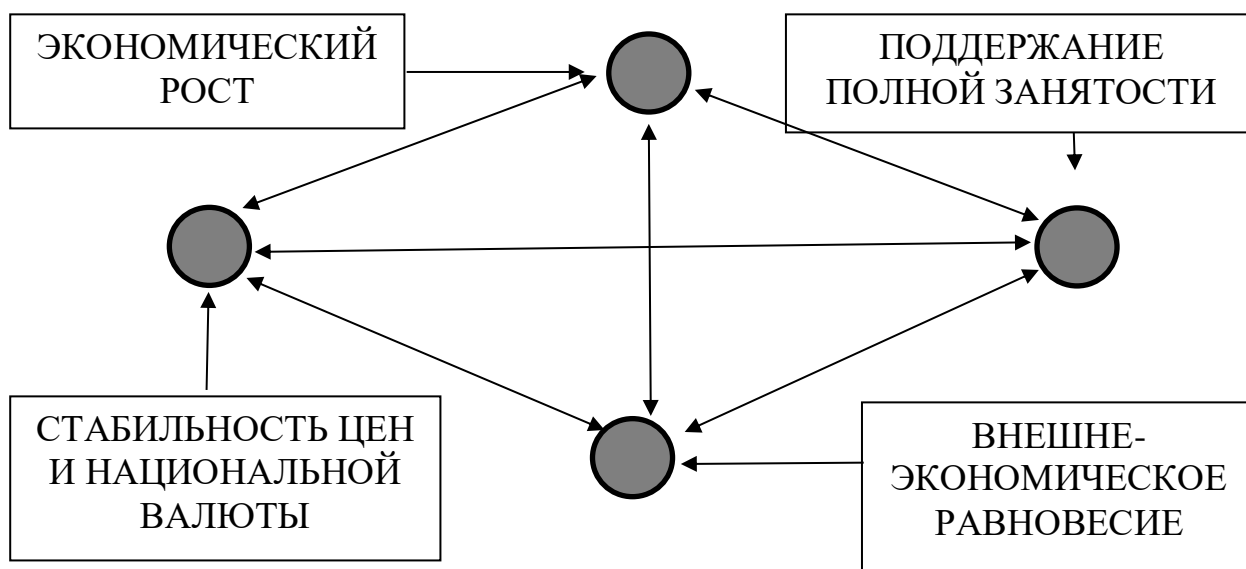 ЭКОНОМИЧЕСКИЙ
РОСТ
ПОДДЕРЖАНИЕ
ПОЛНОЙ ЗАНЯТОСТИ
СТАБИЛЬНОСТЬ ЦЕН
И НАЦИОНАЛЬНОЙ
ВАЛЮТЫ
ВНЕШНЕ-
ЭКОНОМИЧЕСКОЕ
РАВНОВЕСИЕ